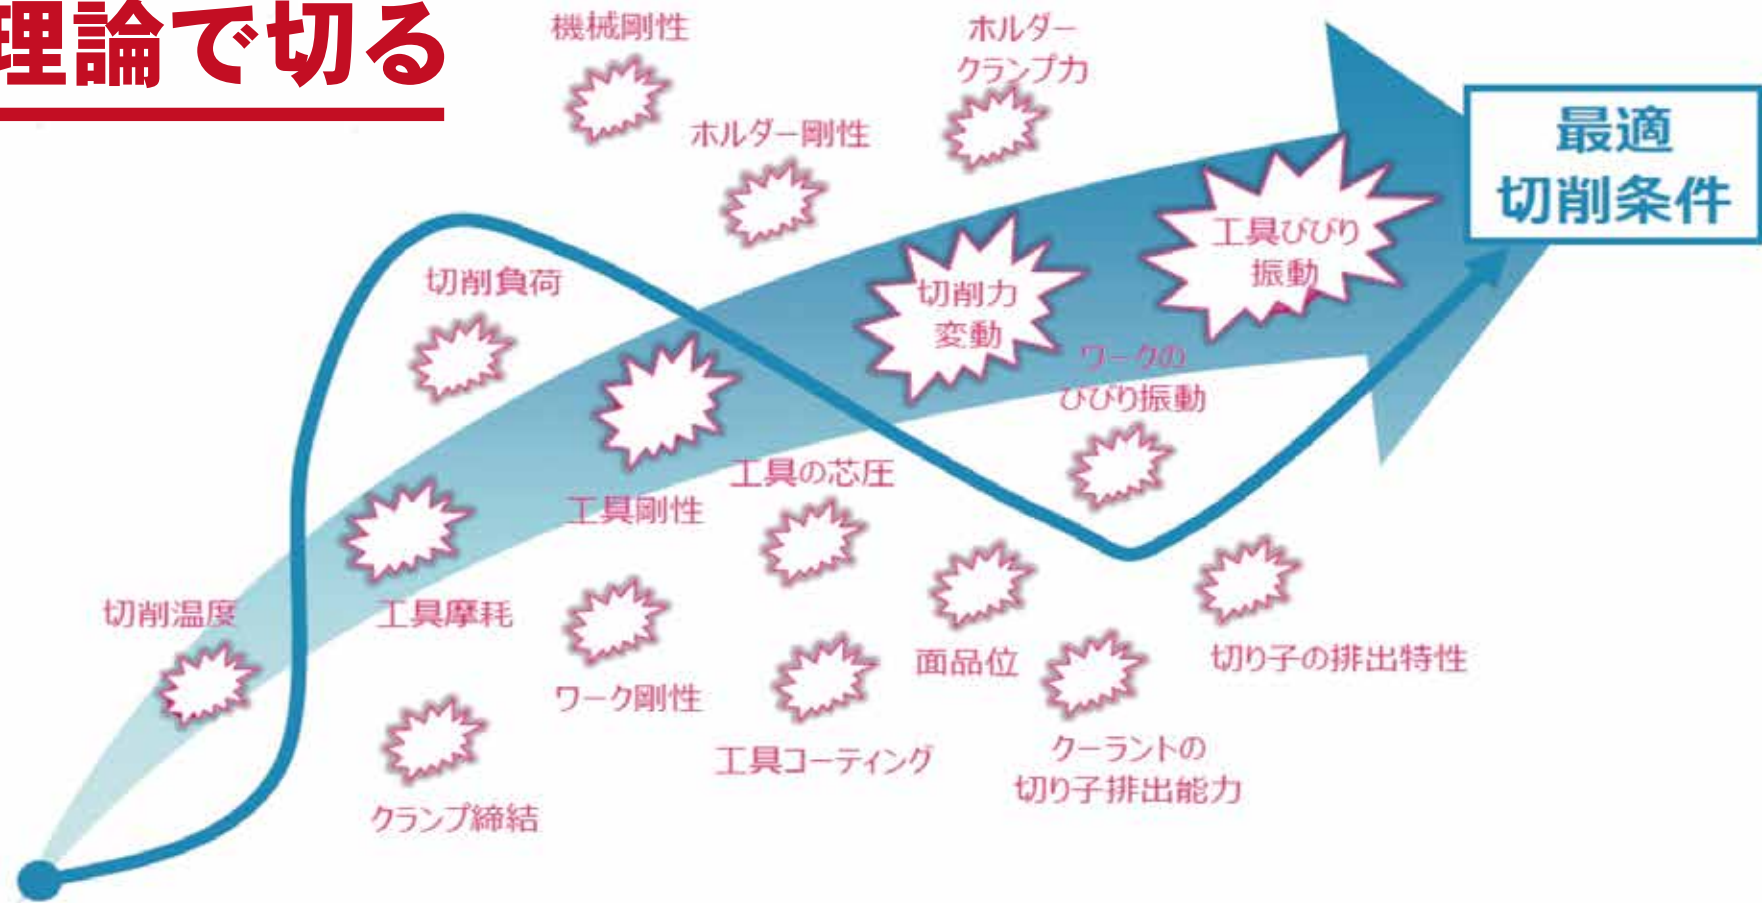 理論で切る
機械剛性
ホルダー
クランプ力
ホルダー剛性
最適
切削条件
工具びびり
振動
切削負荷
切削力
変動
ワークの
びびり振動
工具の芯圧
工具剛性
切削温度
工具摩耗
面品位
切り子の排出特性
ワーク剛性
工具コーティング
クーラントの
切り子排出能力
クランプ締結